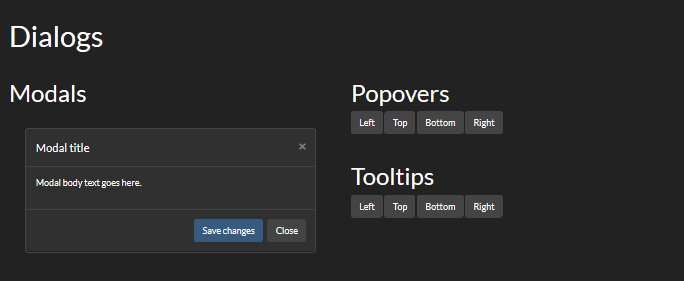 Dialogs
Modals
Modal title ×
Modal body text goes here.
Save changes Close
Popovers
Left Top Bottom Right
Tooltips
Left Top Bottom Right